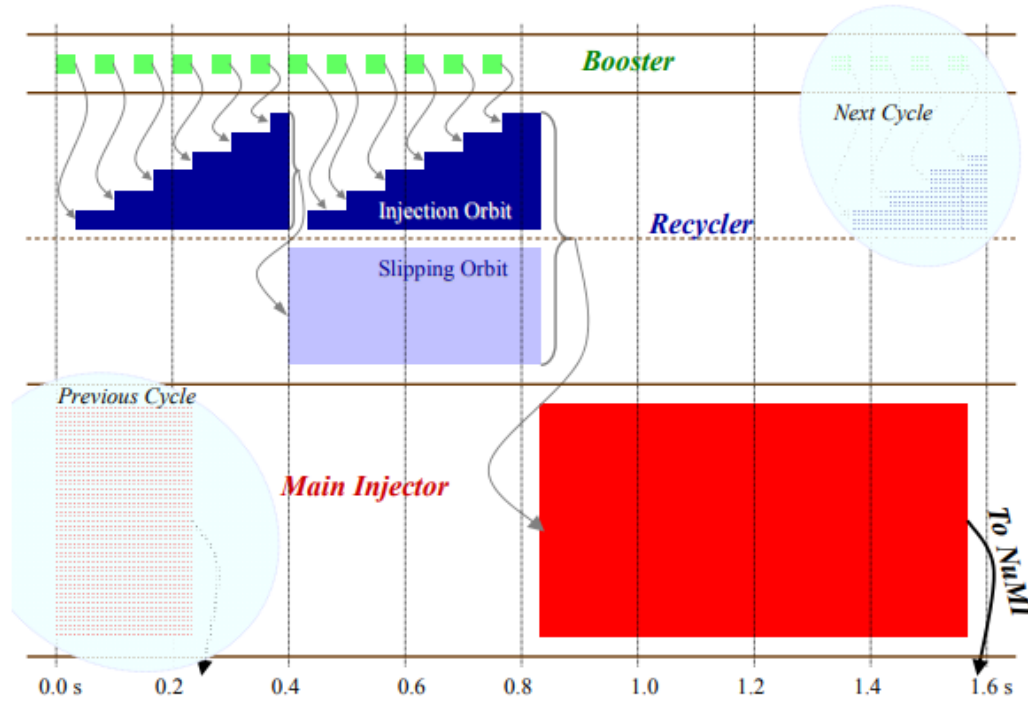 Booster
Next Cycle
Injection Orbit
Recycler
Slipping Orbit
Previous Cycle
Main Injector
To NuMI
0.0 s 0.2 0.4 0.6 0.8 1.0 1.2 1.4 1.6 s